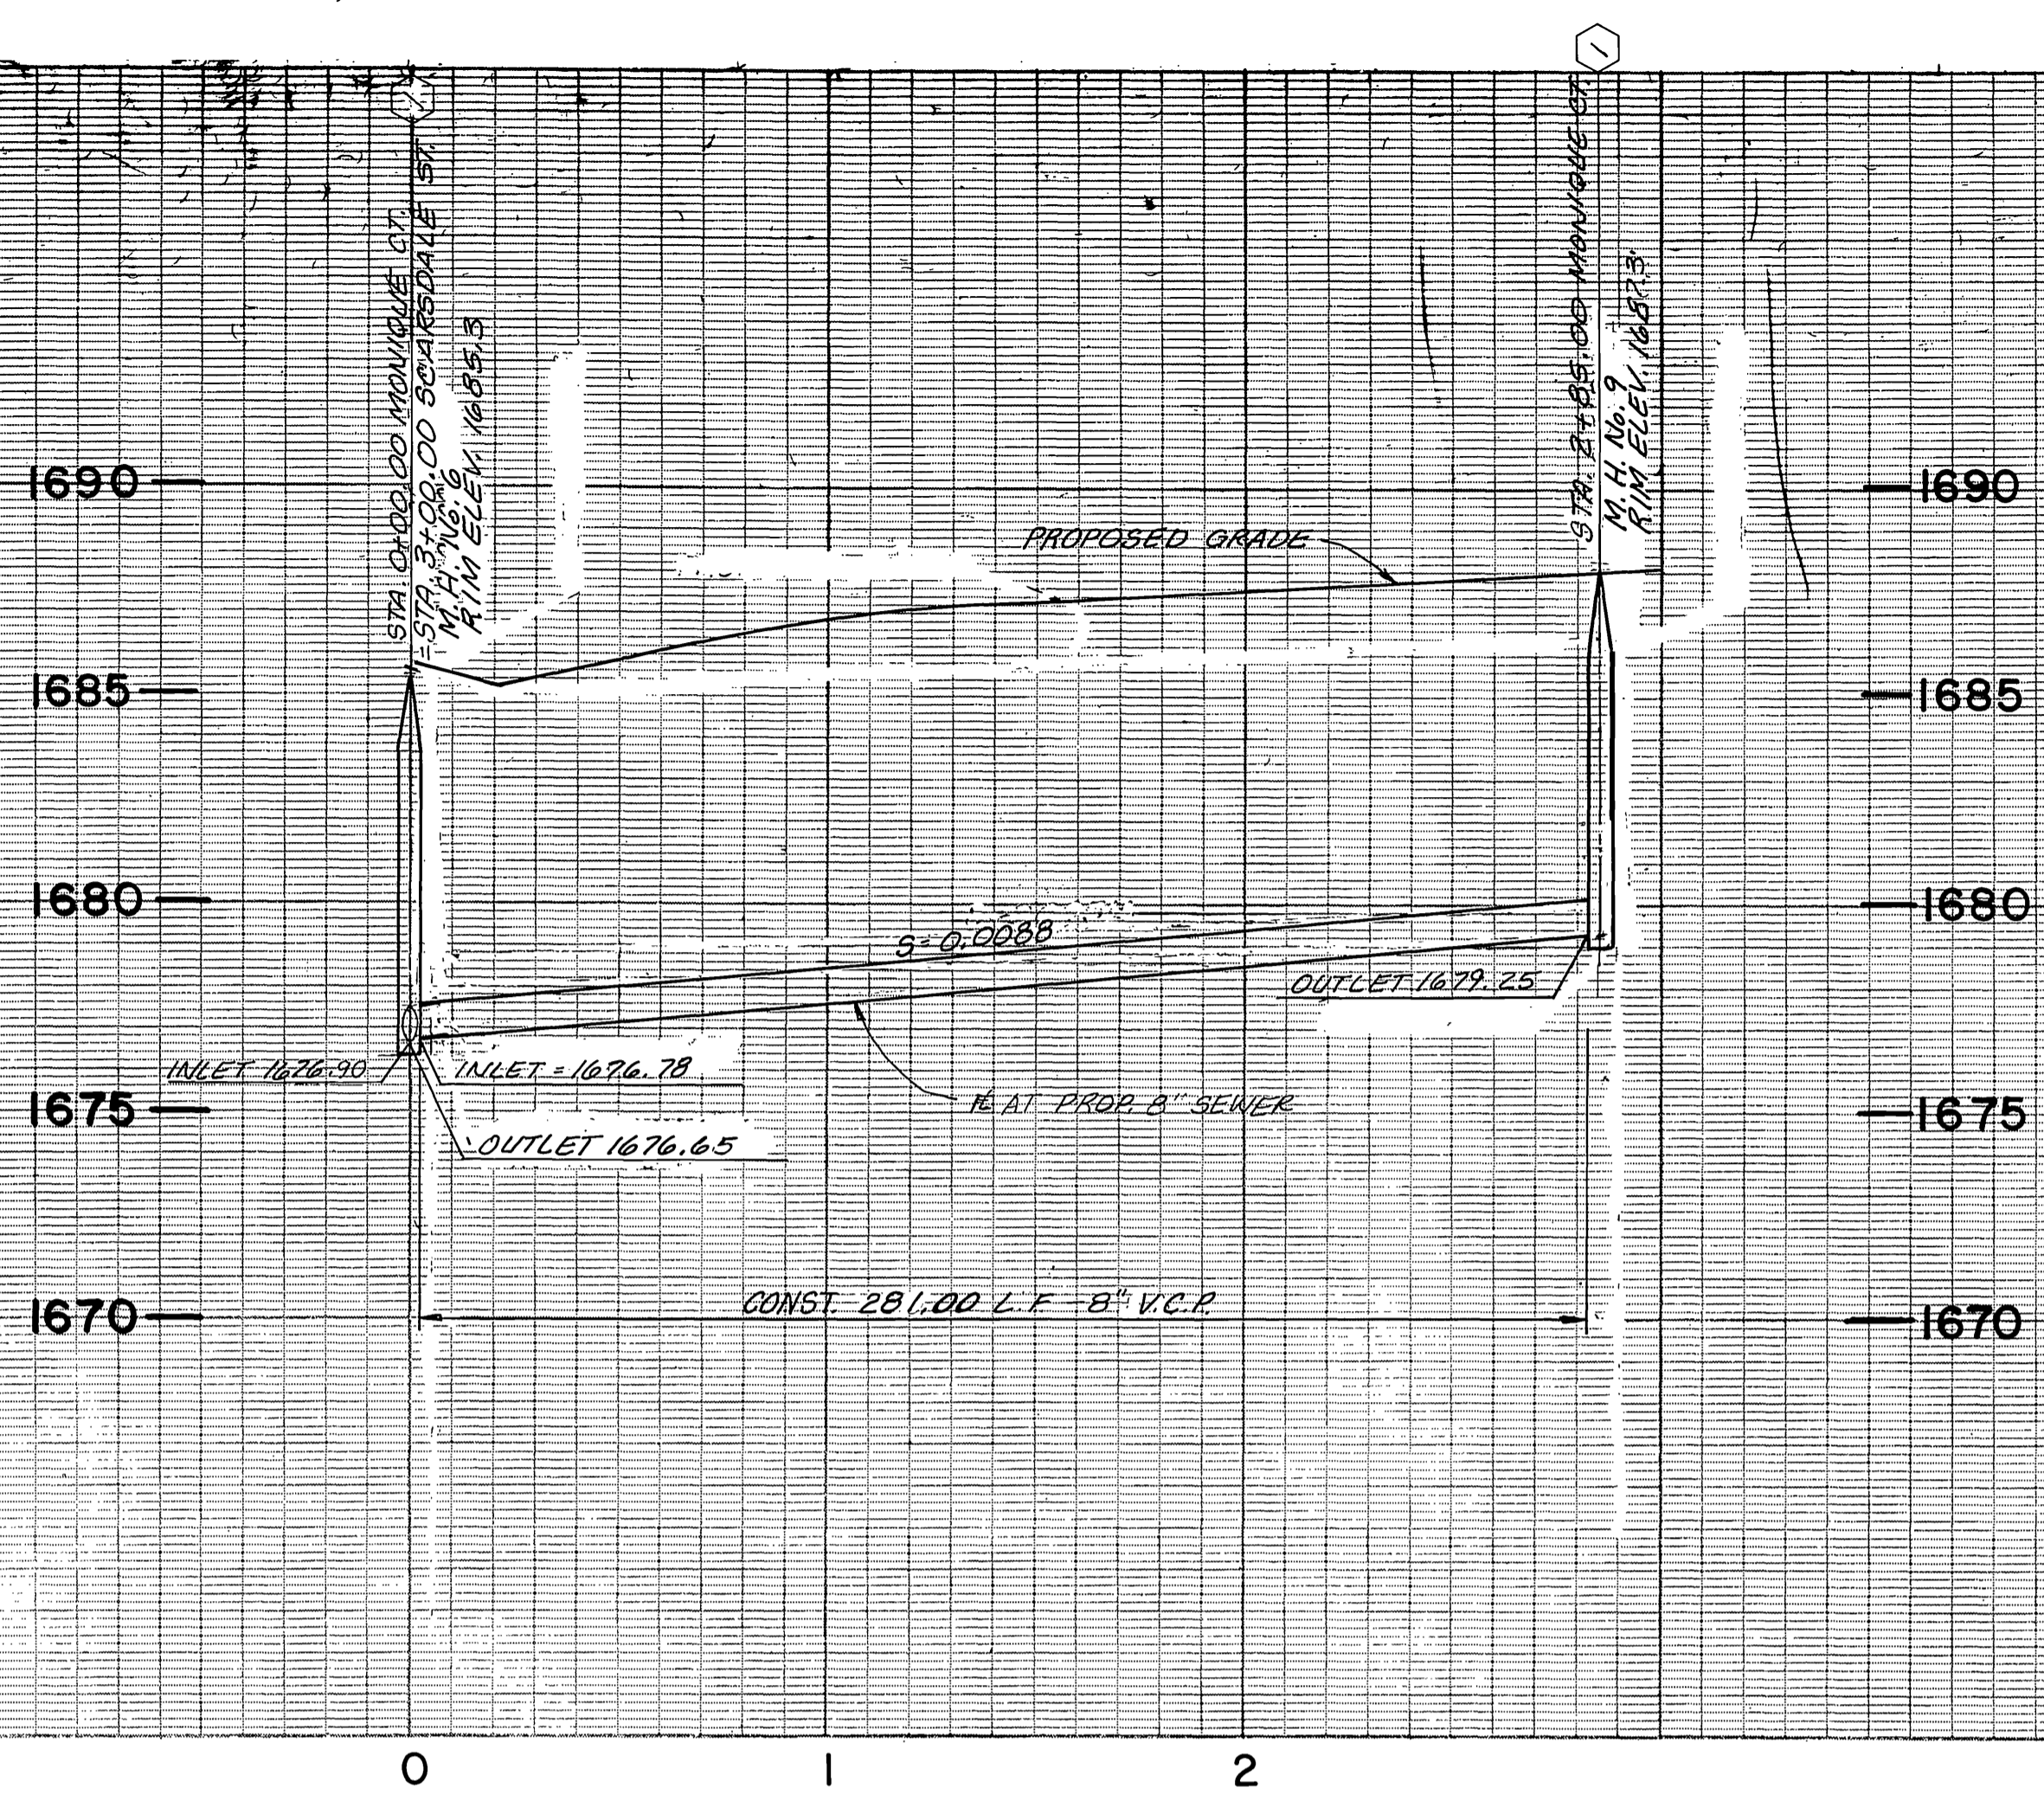 1
1
STA. 0+00.00 MONIQUE CT.
=STA. 3+00.00 SCARSDALE ST.
M.H. No. 6
RIM ELEV. 1685.3
STA. 2+85.00 MONIQUE CT.
M. H. No. 9
RIM ELEV. 1687.3
1690
1690
PROPOSED GRADE
1685
1685
1680
1680
S=0.0088
OUTLET 1679.25
INLET 1676.90
INLET = 1676.78
℄ AT PROP. 8" SEWER
1675
1675
OUTLET 1676.65
CONST. 281.00 L.F - 8" V.C.P.
1670
1670
0
1
2